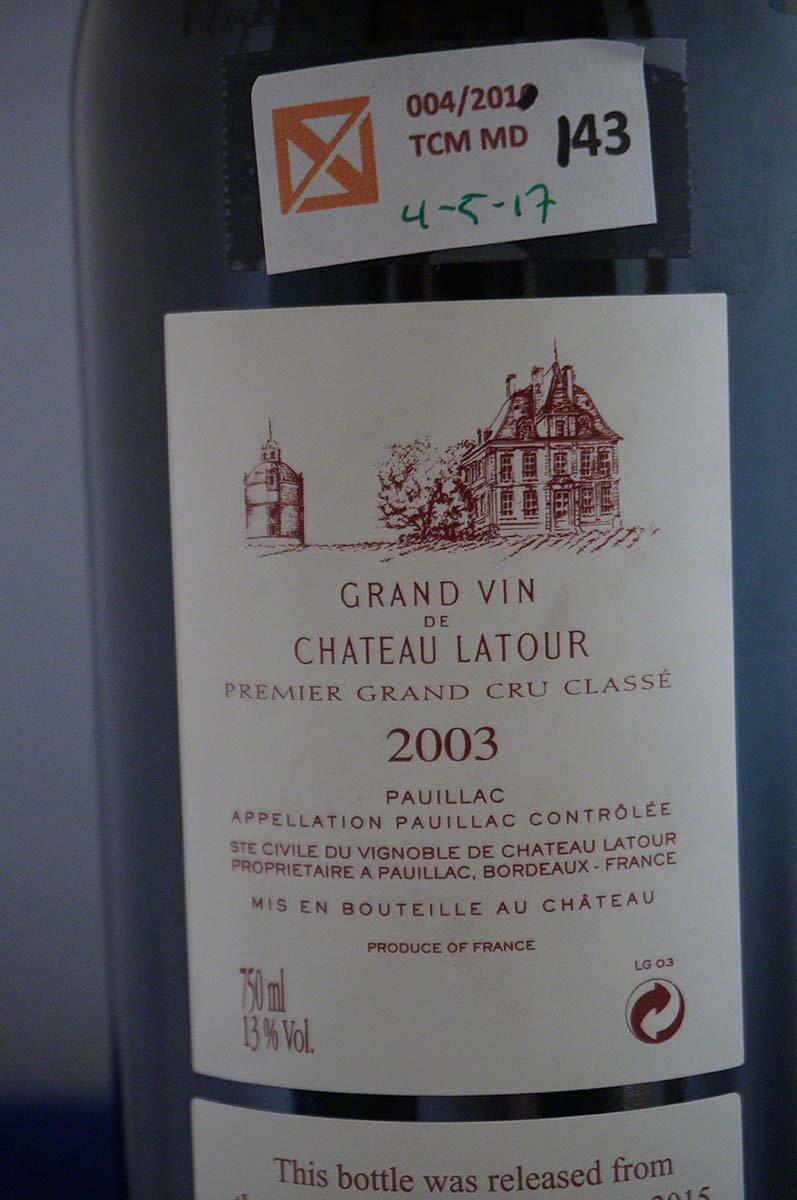 004/201
TCM MD
143
4-5-17
GRAND VIN
DE
CHATEAU LATOUR
PREMIER GRAND CRU CLASSÉ
2003
PAUILLAC
APPELLATION PAUILLAC CONTRÔLÉE
STE CIVILE DU VIGNOBLE DE CHATEAU LATOUR
PROPRIETAIRE A PAUILLAC, BORDEAUX - FRANCE
MIS EN BOUTEILLE AU CHÂTEAU
PRODUCE OF FRANCE
LG 03
750 ml
13 % Vol.
This bottle was released from
2015